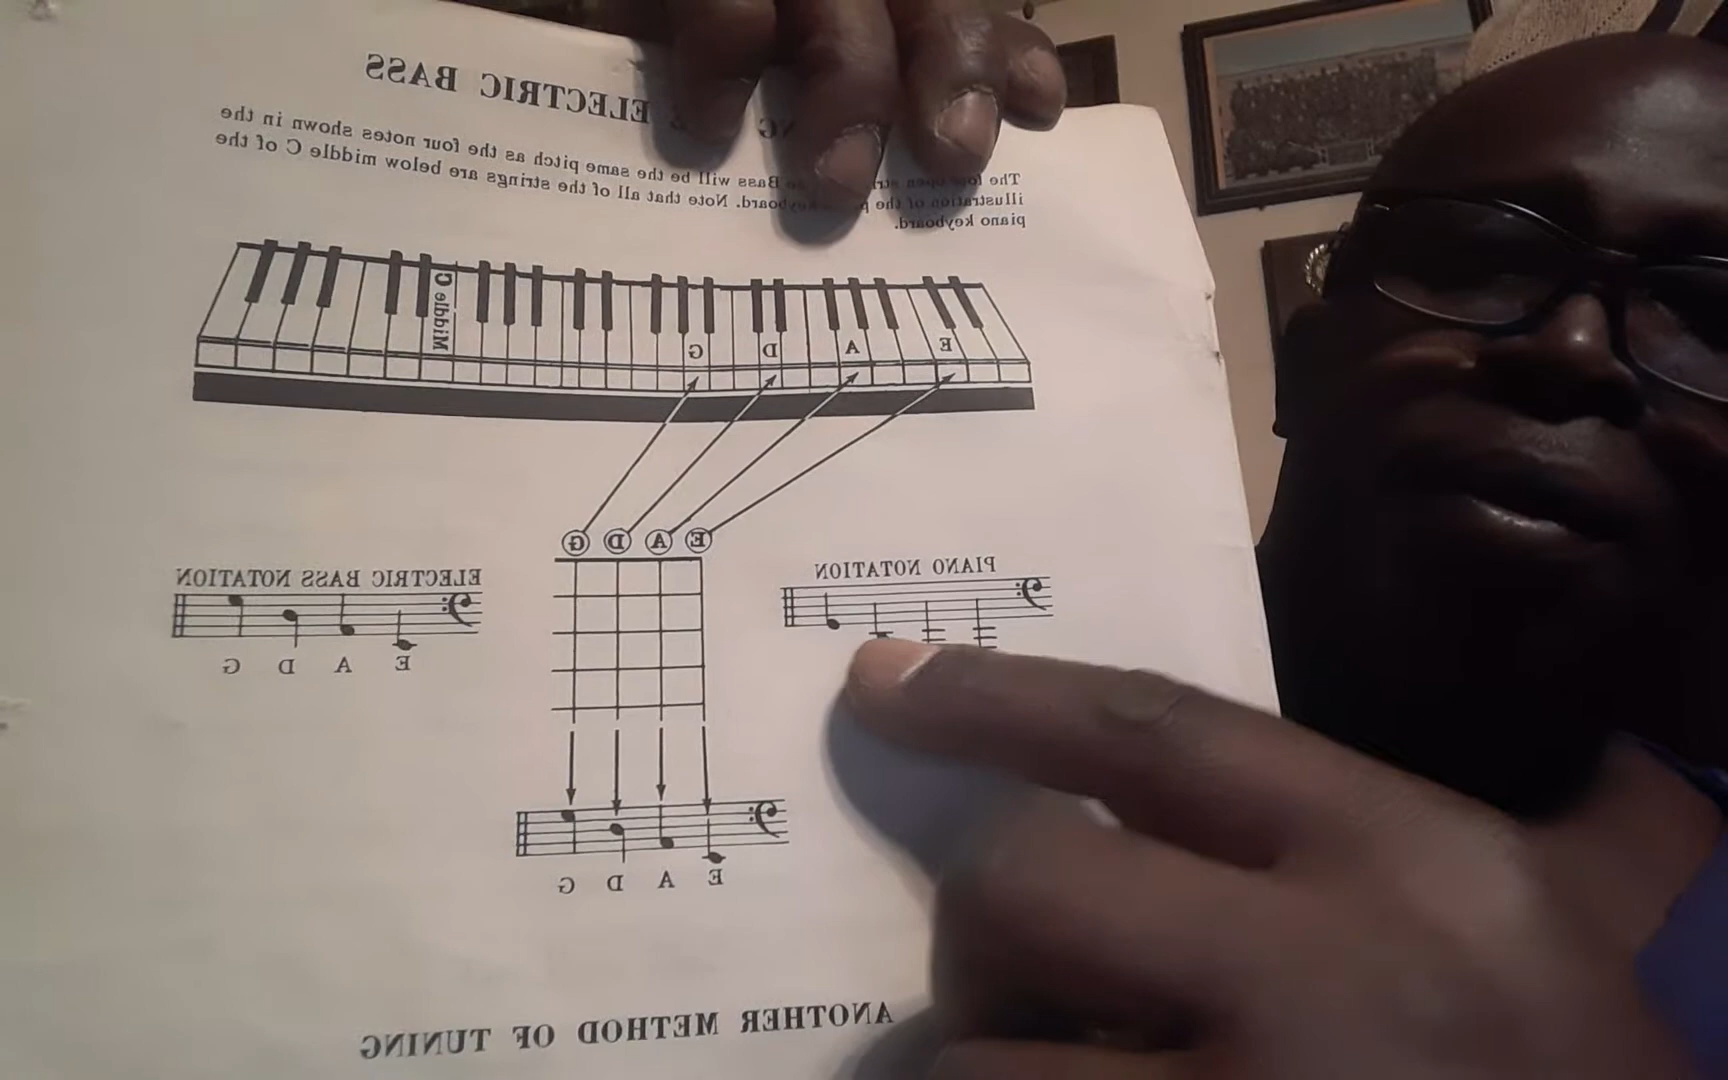 ELECTRIC BASS
The four open Bass will be the same pitch as the four notes shown in the
illustration of the keyboard. Note that all of the strings are below middle C of the
piano keyboard.
Middle C
E A D G
E A D G
PIANO NOTATION
ELECTRIC BASS NOTATION
E A D G
E A D G
ANOTHER METHOD OF TUNING